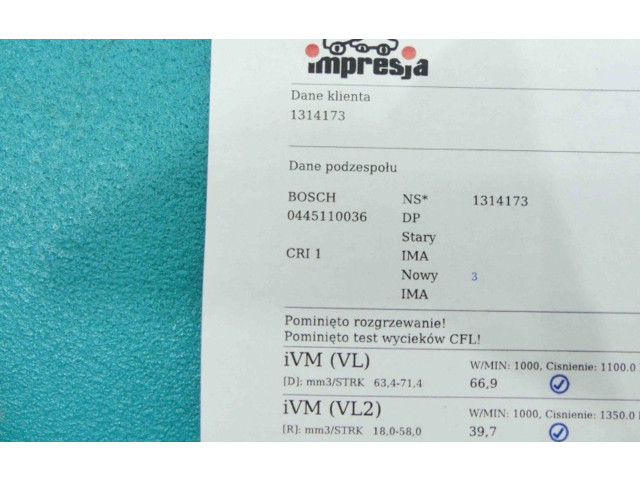 impresja
Dane klienta
1314173
Dane podzespołu
BOSCH NS* 1314173
0445110036 DP
Stary
CRI 1 IMA
Nowy 3
IMA
Pominięto rozgrzewanie!
Pominięto test wycieków CFL!
iVM (VL) W/MIN: 1000, Cisnienie: 1100.0
[D]: mm3/STRK 63,4-71,4 66,9
iVM (VL2) W/MIN: 1000, Cisnienie: 1350.0
[R]: mm3/STRK 18,0-58,0 39,7